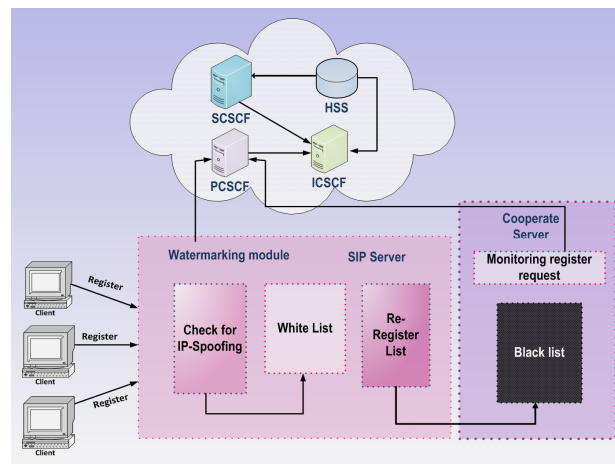 SCSCF
HSS
PCSCF
ICSCF
Watermarking module
SIP Server
Cooperate
Server
Monitoring register
request
Register
Client
Register
Client
Register
Client
Check for
IP-Spoofing
White List
Re-
Register
List
Black list